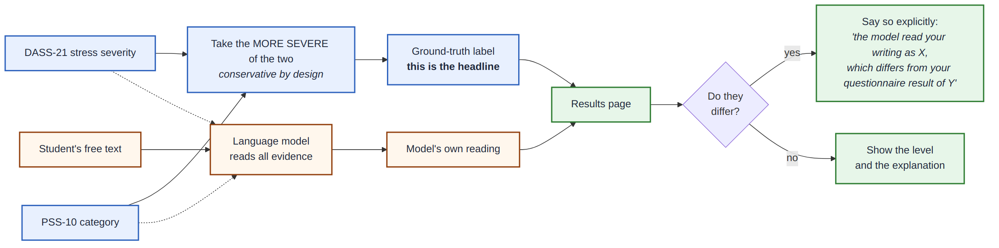 DASS-21 stress severity
Take the MORE SEVERE
of the two
conservative by design
Ground-truth label
this is the headline
Say so explicitly:
'the model read your
writing as X,
which differs from your
questionnaire result of Y'
yes
Results page
Do they
differ?
Student's free text
Language model
reads all evidence
Model's own reading
no
Show the level
and the explanation
PSS-10 category